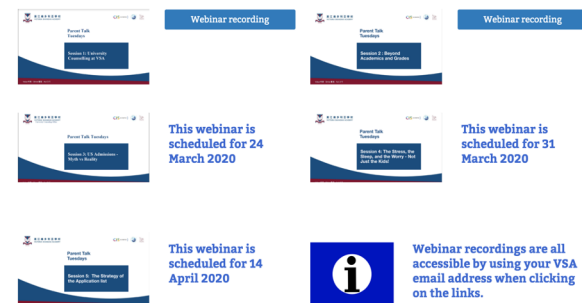 Parent Talk
Tuesdays
Session 1: University
Counselling at VSA
Webinar recording
Parent Talk
Tuesdays
Session 2 : Beyond
Academics and Grades
Webinar recording
Parent Talk Tuesdays
Session 3: US Admissions -
Myth vs Reality
This webinar is
scheduled for 24
March 2020
Parent Talk
Tuesdays
Session 4: The Stress, the
Sleep, and the Worry - Not
Just the Kids!
This webinar is
scheduled for 31
March 2020
Parent Talk
Tuesdays
Session 5: The Strategy of
the Application list
This webinar is
scheduled for 14
April 2020
i
Webinar recordings are all
accessible by using your VSA
email address when clicking
on the links.